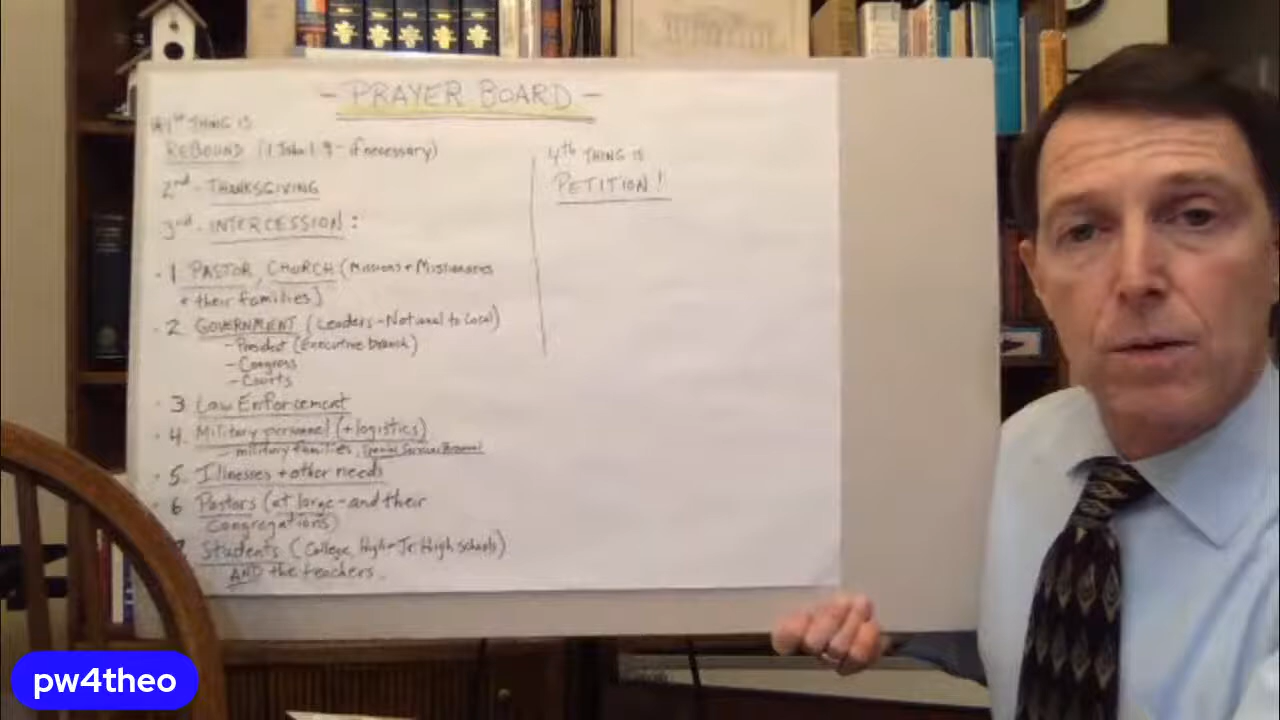 - PRAYER BOARD -
1st THING IS
REBOUND (1 John 1:9 - if necessary)
2nd - THANKSGIVING
3rd - INTERCESSION:
1 PASTOR, CHURCH (Missions + Missionaries
+ their families)
2 GOVERNMENT (Leaders - National to Local)
- President (Executive branch)
- Congress
- Courts
3 Law Enforcement
4. Military personnel (+ logistics)
- military families, Special Services Personnel
5. Illnesses + other needs
6 Pastors (at large - and their
congregations)
Students (College, High + Jr. High schools)
AND the teachers.
4th THING IS
PETITION!
pw4theo